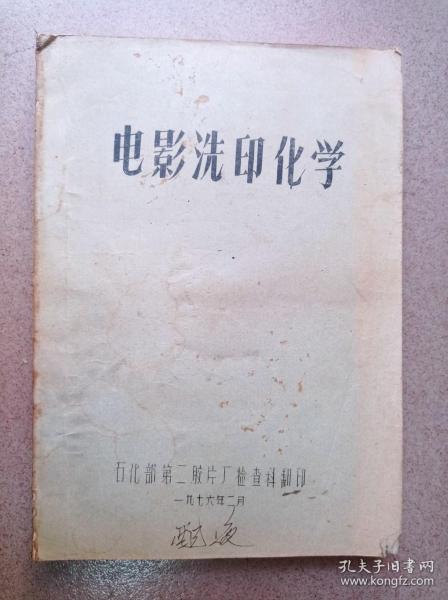 电影洗印化学
石化部第二胶片厂检查科翻印
一九七六年二月
孔夫子旧书网
www.kongfz.com